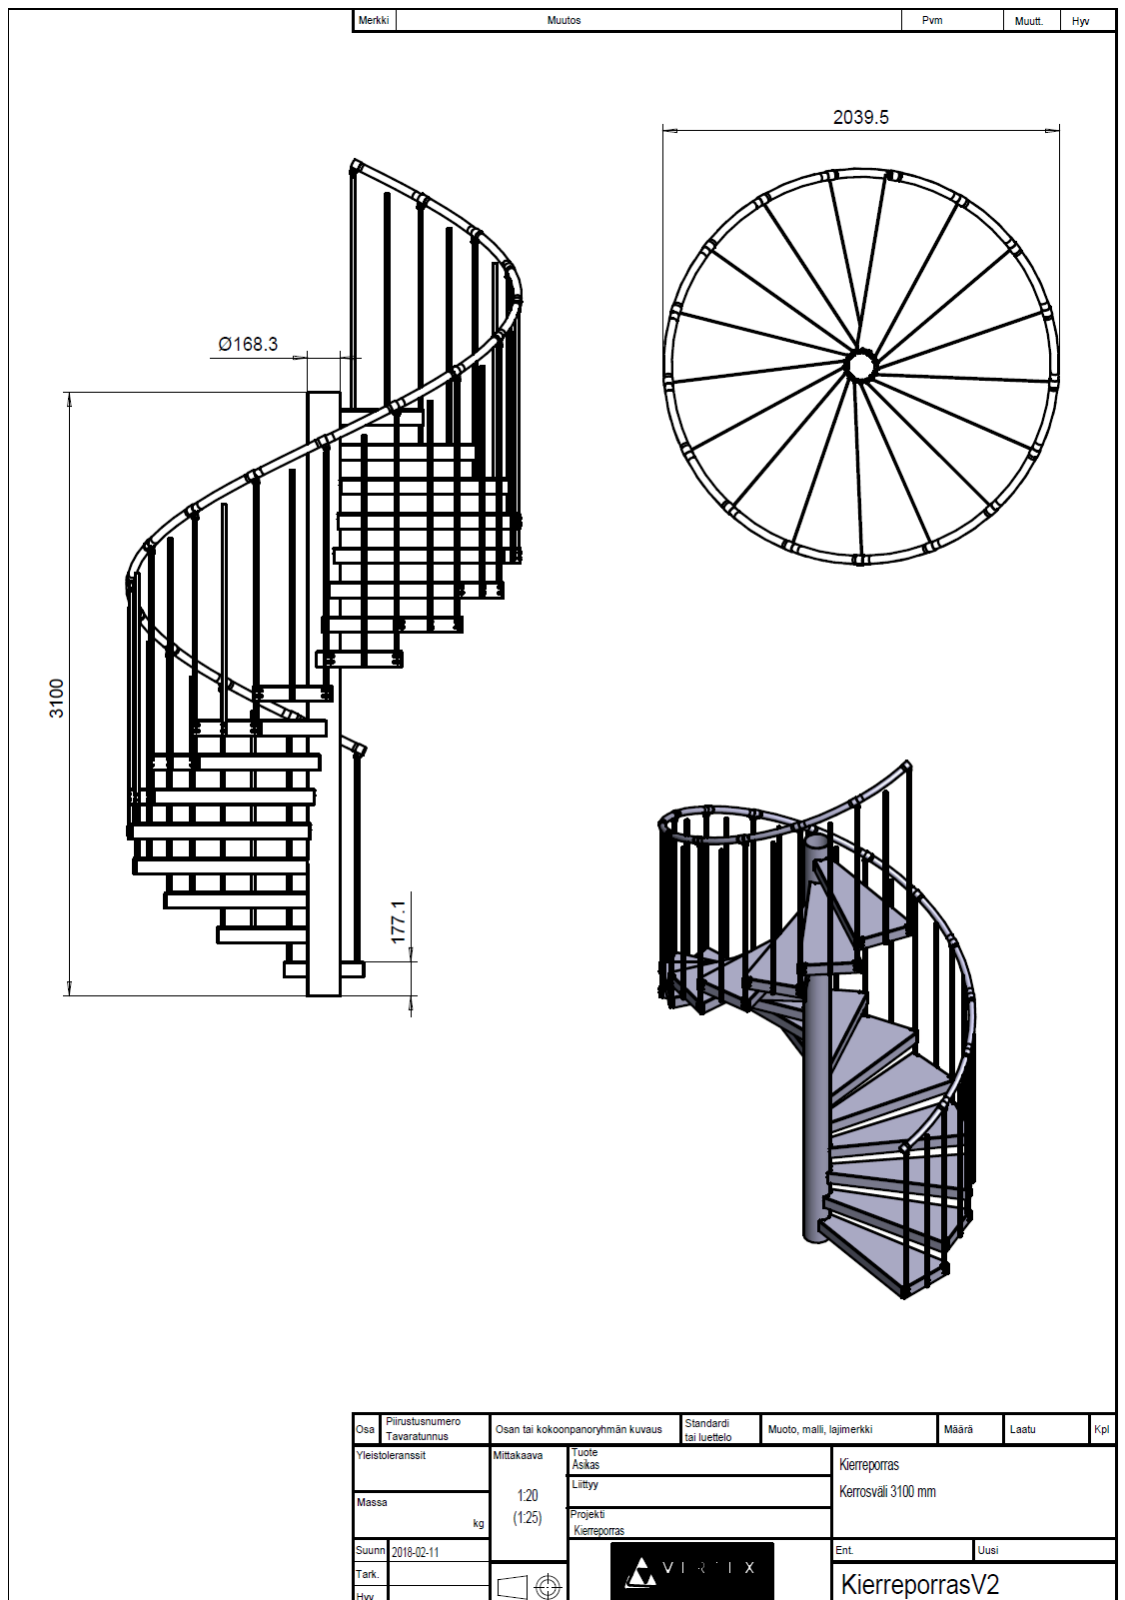 Merkki Muutos Pvm Muutt. Hyv
2039.5
Ø168.3
3100
177.1
Osa Piirustusnumero Tavaratunnus Osan tai kokoonpanoryhmän kuvaus Standardi tai luettelo Muoto, malli, lajimerkki Määrä Laatu Kpl
Yleistoleranssit
Massa
kg
Mittakaava
1:20
(1:25)
Tuote
Asikas
Liittyy
Projekti
Kierreporras
Kierreporras
Kerrosväli 3100 mm
Suunn 2018-02-11
Tark.
Hyv
Ent. Uusi
KierreporrasV2